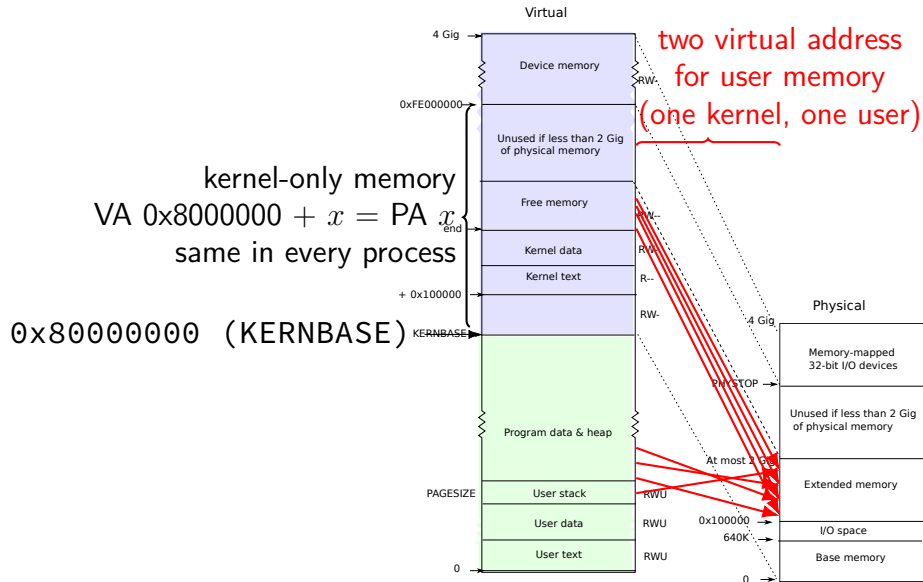 Virtual
4 Gig
Device memory
RW-
two virtual address
for user memory
(one kernel, one user)
0xFE000000
Unused if less than 2 Gig
of physical memory
kernel-only memory
VA 0x8000000 + x = PA x
same in every process
Free memory
RW--
end
Kernel data
RW-
Kernel text
R--
+ 0x100000
RW-
0x80000000 (KERNBASE)
KERNBASE
Physical
4 Gig
Memory-mapped
32-bit I/O devices
PHYSTOP
Unused if less than 2 Gig
of physical memory
Program data & heap
At most 2 Gig
Extended memory
PAGESIZE
User stack
RWU
User data
RWU
0x100000
I/O space
640K
User text
RWU
Base memory
0
0